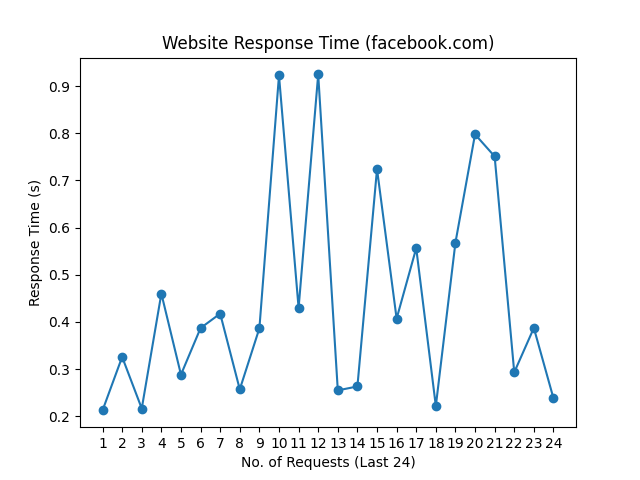 Website Response Time (facebook.com)
0.9
0.8
0.7
0.6
0.5
0.4
0.3
0.2
Response Time (s)
1 2 3 4 5 6 7 8 9 10 11 12 13 14 15 16 17 18 19 20 21 22 23 24
No. of Requests (Last 24)